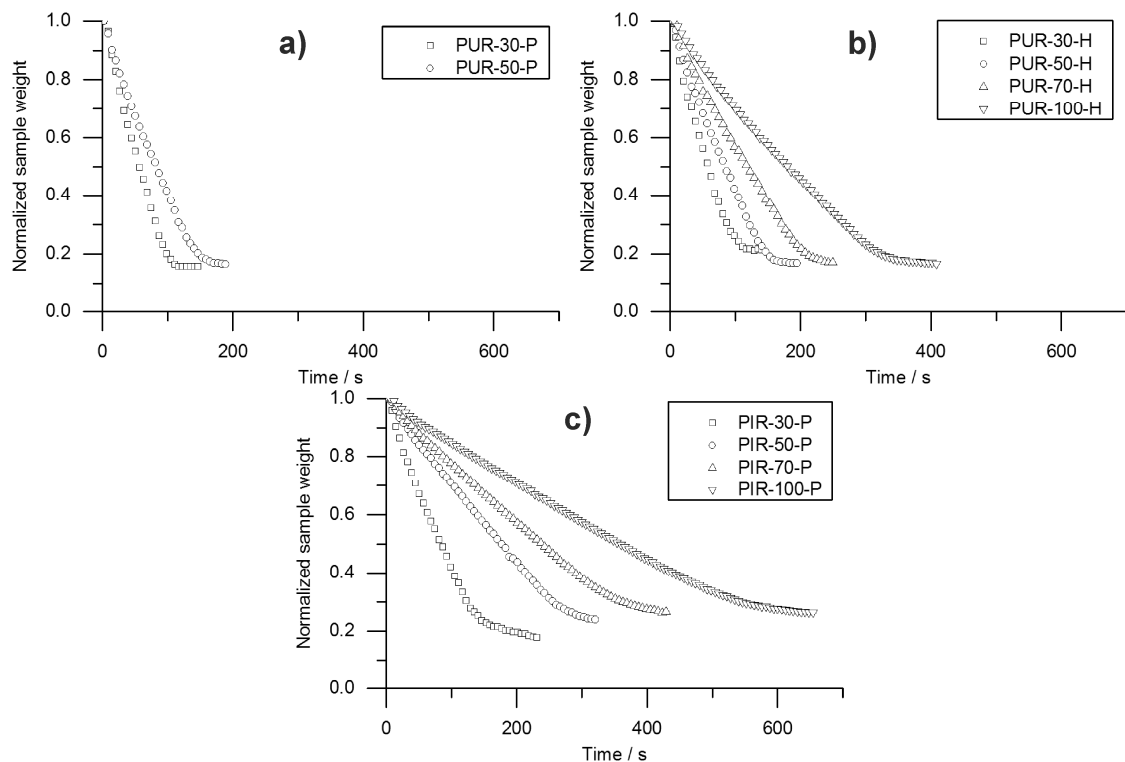 a)
PUR-30-P
PUR-50-P
Normalized sample weight
1.0
0.8
0.6
0.4
0.2
0.0
0
200
400
600
Time / s
b)
PUR-30-H
PUR-50-H
PUR-70-H
PUR-100-H
Normalized sample weight
1.0
0.8
0.6
0.4
0.2
0.0
0
200
400
600
Time / s
c)
PIR-30-P
PIR-50-P
PIR-70-P
PIR-100-P
Normalized sample weight
1.0
0.8
0.6
0.4
0.2
0.0
0
200
400
600
Time / s